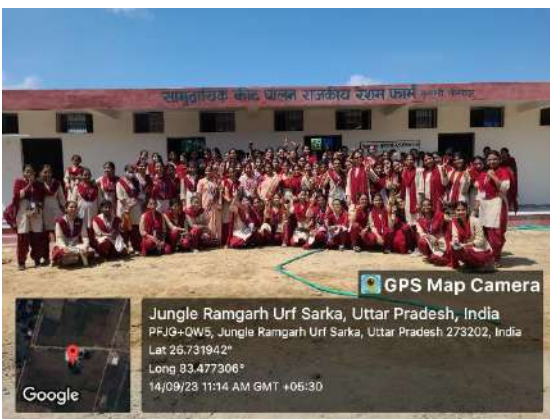 सामुदायिक कीट पालन राजकीय रेशम फार्म
GPS Map Camera
Jungle Ramgarh Urf Sarka, Uttar Pradesh, India
PFJG+QW5, Jungle Ramgarh Urf Sarka, Uttar Pradesh 273202, India
Lat 26.731942°
Long 83.477306°
14/09/23 11:14 AM GMT +05:30
Google